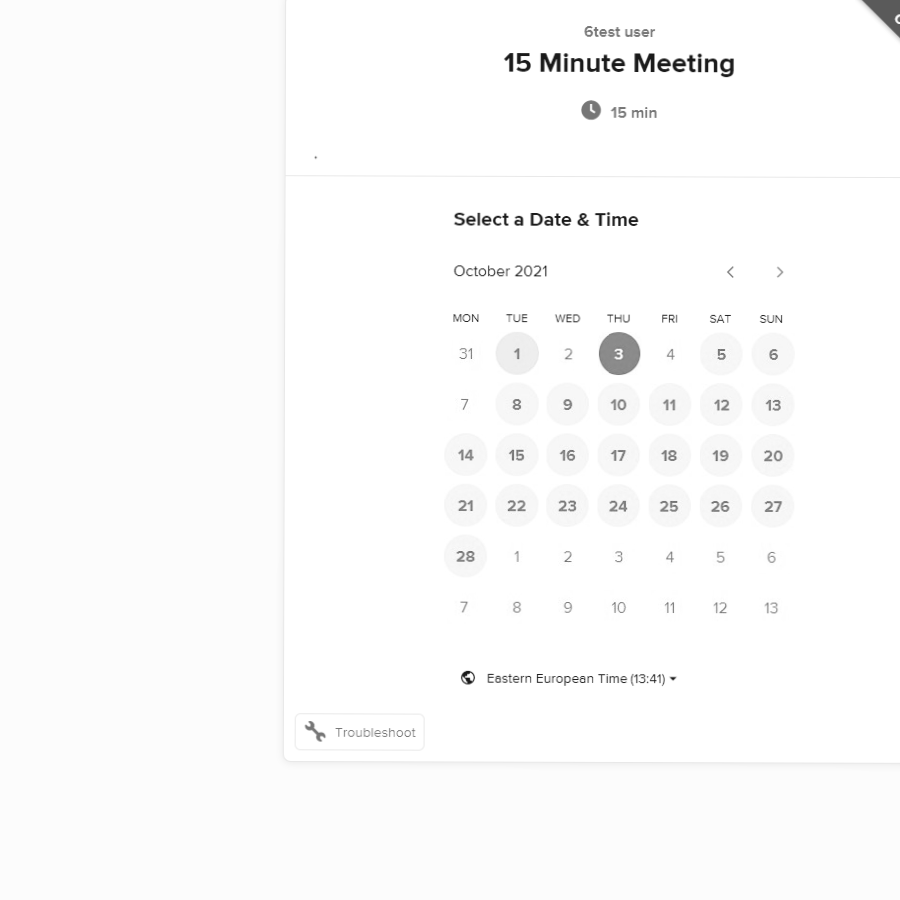 6test user
15 Minute Meeting
15 min
.
Select a Date & Time
October 2021
MON TUE WED THU FRI SAT SUN
31 1 2 3 4 5 6
7 8 9 10 11 12 13
14 15 16 17 18 19 20
21 22 23 24 25 26 27
28 1 2 3 4 5 6
7 8 9 10 11 12 13
Eastern European Time (13:41)
Troubleshoot